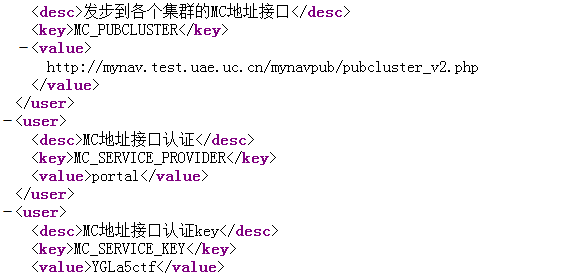 <desc>发步到各个集群的MC地址接口</desc>
<key>MC_PUBCLUSTER</key>
- <value>
http://mynav.test.uae.uc.cn/mynavpub/pubcluster_v2.php
</value>
</user>
- <user>
<desc>MC地址接口认证</desc>
<key>MC_SERVICE_PROVIDER</key>
<value>portal</value>
</user>
- <user>
<desc>MC地址接口认证key</desc>
<key>MC_SERVICE_KEY</key>
<value>YGLa5ctf</value>